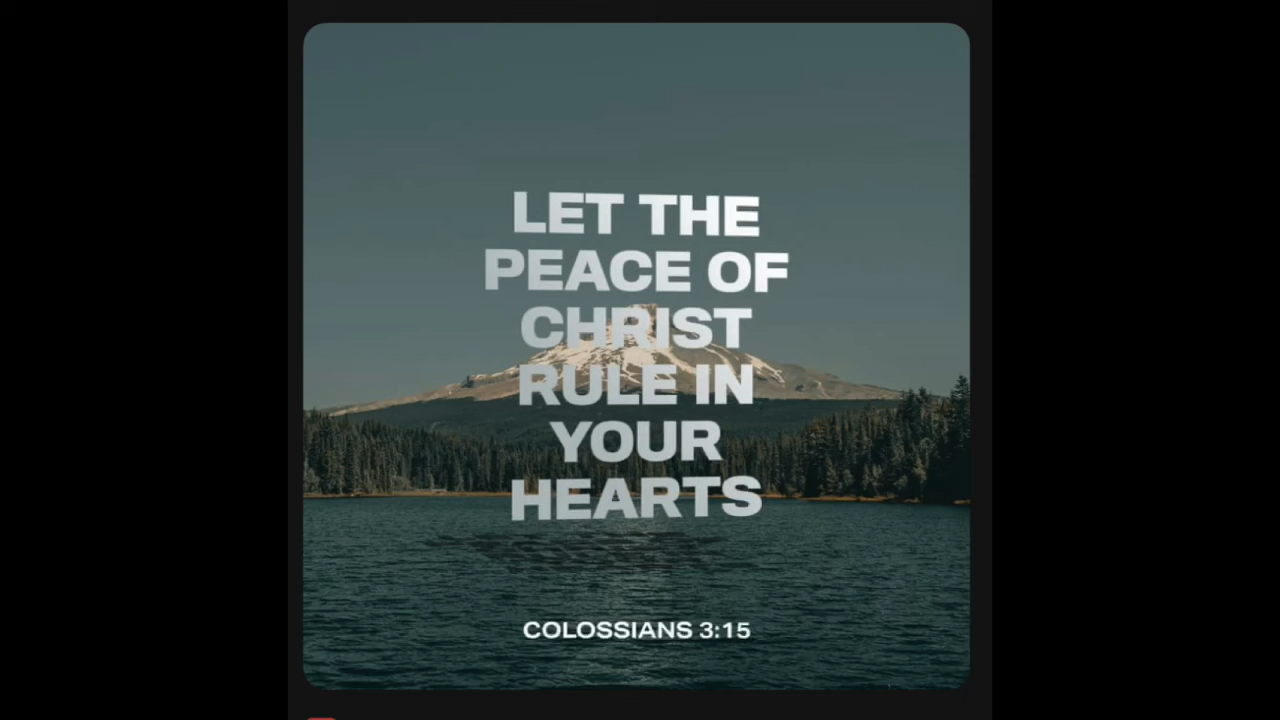 LET THE
PEACE OF
CHRIST
RULE IN
YOUR
HEARTS
COLOSSIANS 3:15